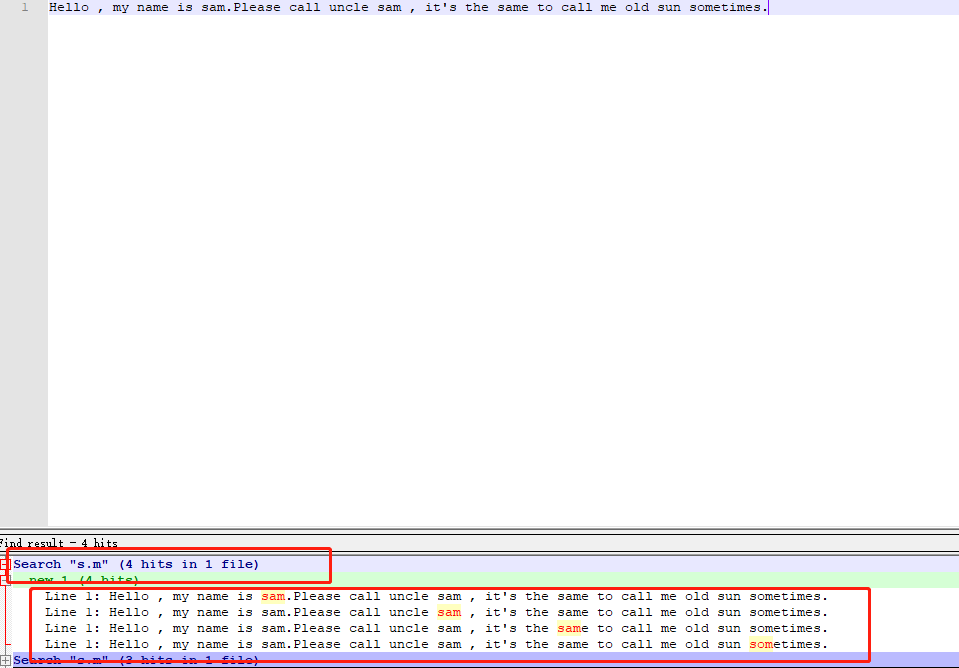 1 Hello , my name is sam.Please call uncle sam , it's the same to call me old sun sometimes.
Find result - 4 hits
Search "s.m" (4 hits in 1 file)
new 1 (4 hits)
Line 1: Hello , my name is sam.Please call uncle sam , it's the same to call me old sun sometimes.
Line 1: Hello , my name is sam.Please call uncle sam , it's the same to call me old sun sometimes.
Line 1: Hello , my name is sam.Please call uncle sam , it's the same to call me old sun sometimes.
Line 1: Hello , my name is sam.Please call uncle sam , it's the same to call me old sun sometimes.
Search "s.m" (3 hits in 1 file)